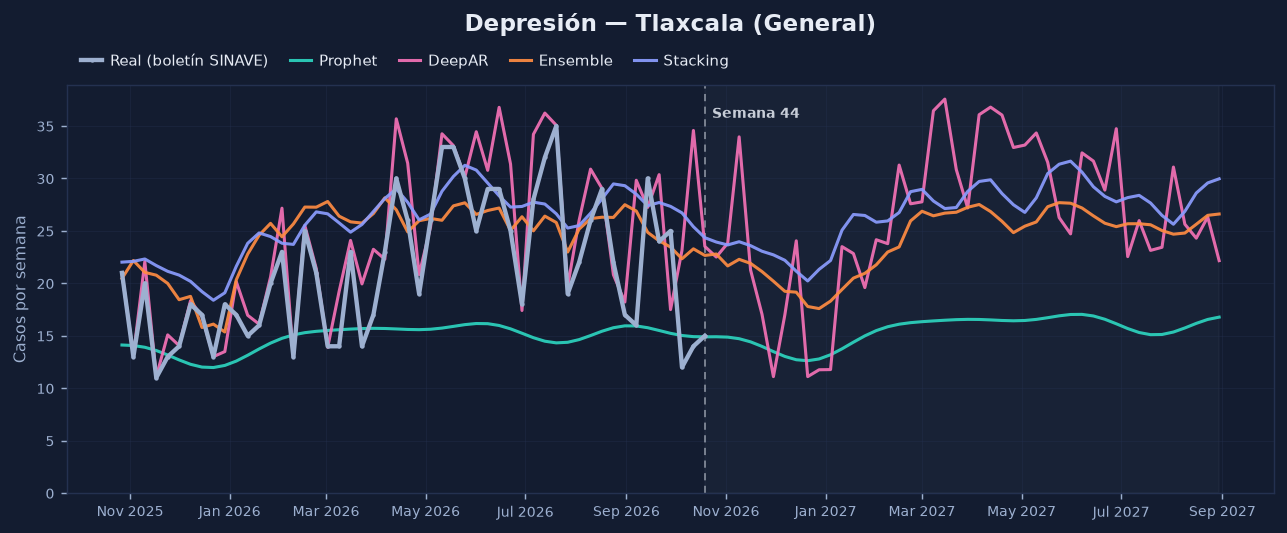 Depresión — Tlaxcala (General)
Real (boletín SINAVE) Prophet DeepAR Ensemble Stacking
Semana 44
Casos por semana
35
30
25
20
15
10
5
0
Nov 2025 Jan 2026 Mar 2026 May 2026 Jul 2026 Sep 2026 Nov 2026 Jan 2027 Mar 2027 May 2027 Jul 2027 Sep 2027